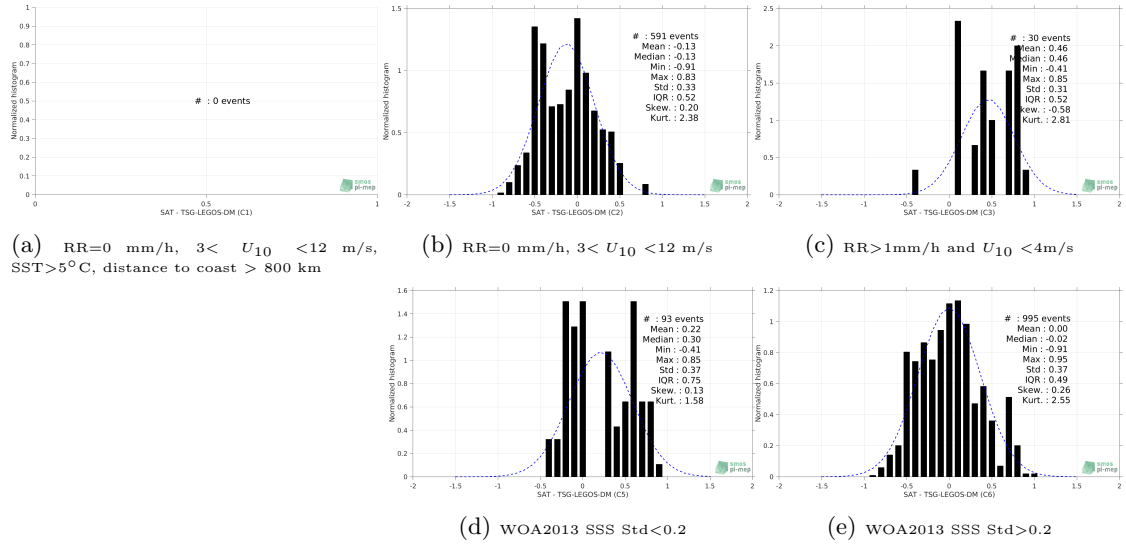 1
0.9
0.8
0.7
0.6
0.5
0.4
0.3
0.2
0.1
0
Normalized histogram
# : 0 events
0 0.5 1
SAT - TSG-LEGOS-DM (C1)
smos
pi-mep
(a) RR=0 mm/h, 3< U10 <12 m/s,
SST>5°C, distance to coast > 800 km
1.5
1
0.5
0
Normalized histogram
# : 591 events
Mean : -0.13
Median : -0.13
Min : -0.91
Max : 0.83
Std : 0.33
IQR : 0.52
Skew. : 0.20
Kurt. : 2.38
-2 -1.5 -1 -0.5 0 0.5 1 1.5 2
SAT - TSG-LEGOS-DM (C2)
smos
pi-mep
(b) RR=0 mm/h, 3< U10 <12 m/s
2.5
2
1.5
1
0.5
0
Normalized histogram
# : 30 events
Mean : 0.46
Median : 0.46
Min : -0.41
Max : 0.85
Std : 0.31
IQR : 0.52
Skew. : -0.58
Kurt. : 2.81
-2 -1.5 -1 -0.5 0 0.5 1 1.5 2
SAT - TSG-LEGOS-DM (C3)
smos
pi-mep
(c) RR>1mm/h and U10 <4m/s
1.6
1.4
1.2
1
0.8
0.6
0.4
0.2
0
Normalized histogram
# : 93 events
Mean : 0.22
Median : 0.30
Min : -0.41
Max : 0.85
Std : 0.37
IQR : 0.75
Skew. : 0.13
Kurt. : 1.58
-2 -1.5 -1 -0.5 0 0.5 1 1.5 2
SAT - TSG-LEGOS-DM (C5)
smos
pi-mep
(d) WOA2013 SSS Std<0.2
1.2
1
0.8
0.6
0.4
0.2
0
Normalized histogram
# : 995 events
Mean : 0.00
Median : -0.02
Min : -0.91
Max : 0.95
Std : 0.37
IQR : 0.49
Skew. : 0.26
Kurt. : 2.55
-2 -1.5 -1 -0.5 0 0.5 1 1.5 2
SAT - TSG-LEGOS-DM (C6)
smos
pi-mep
(e) WOA2013 SSS Std>0.2